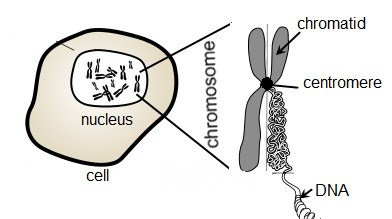 chromatid
centromere
chromosome
nucleus
cell
DNA